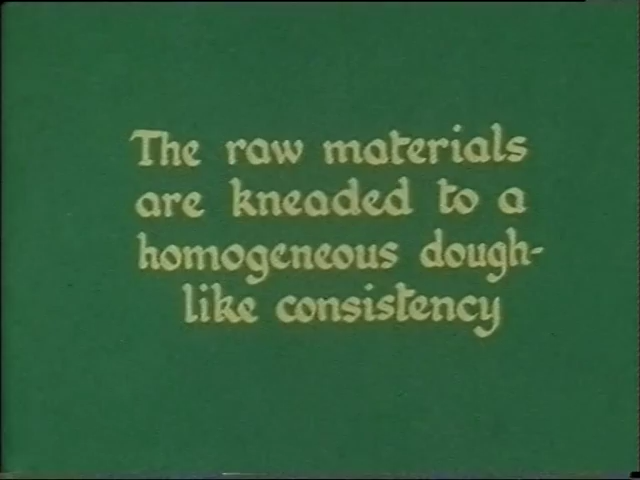 The raw materials
are kneaded to a
homogeneous dough-
like consistency